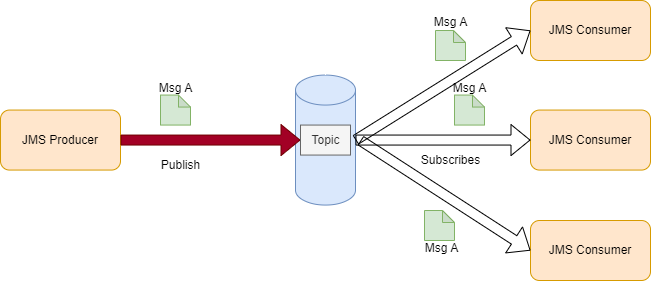 Msg A
JMS Consumer
Msg A
Msg A
JMS Producer
Topic
JMS Consumer
Publish
Subscribes
Msg A
JMS Consumer